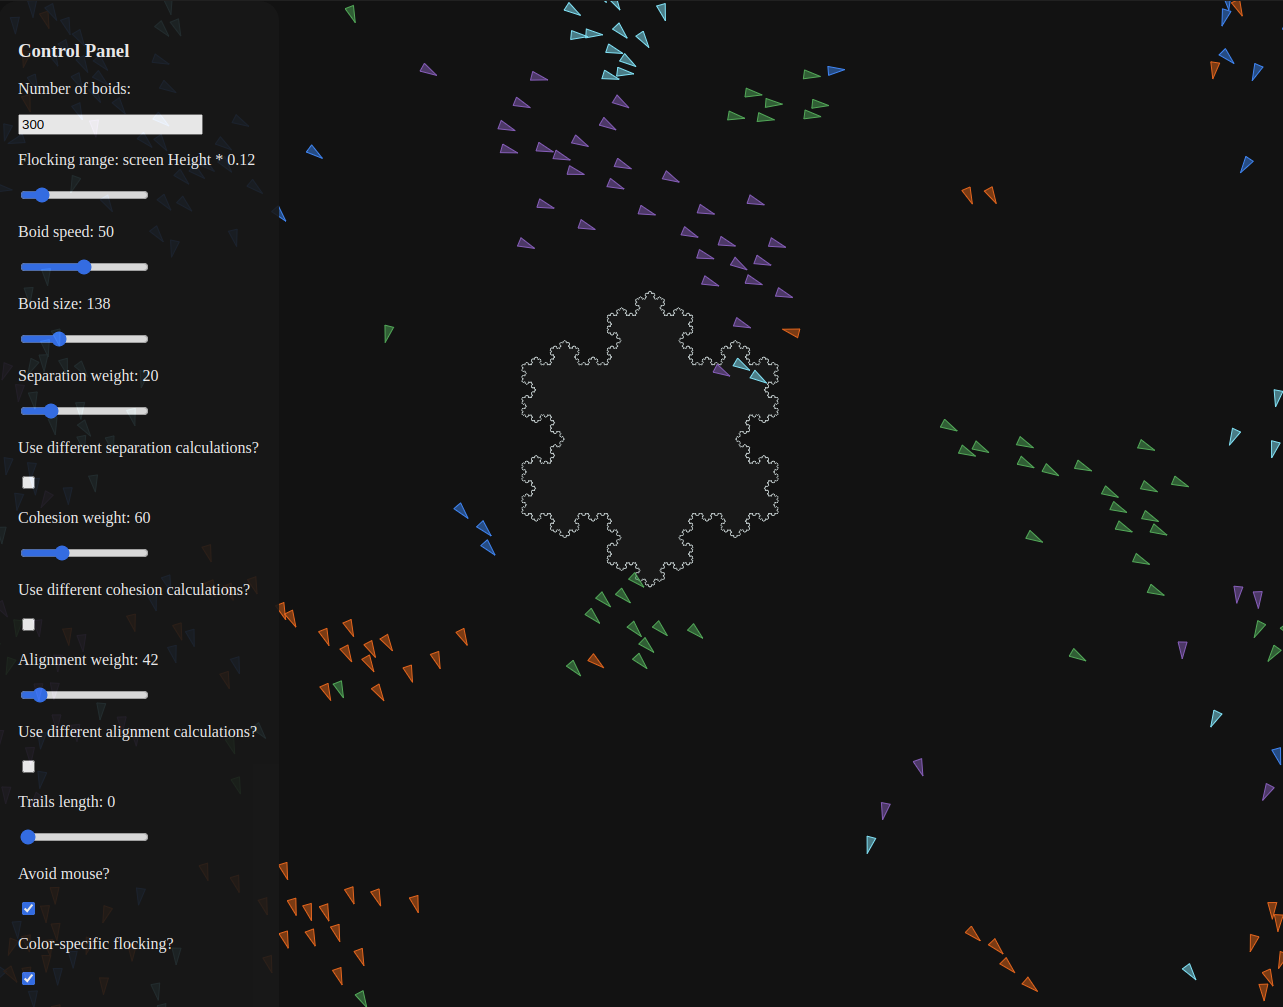 Control Panel
Number of boids:
300
Flocking range: screen Height * 0.12
Boid speed: 50
Boid size: 138
Separation weight: 20
Use different separation calculations?
Cohesion weight: 60
Use different cohesion calculations?
Alignment weight: 42
Use different alignment calculations?
Trails length: 0
Avoid mouse?
Color-specific flocking?